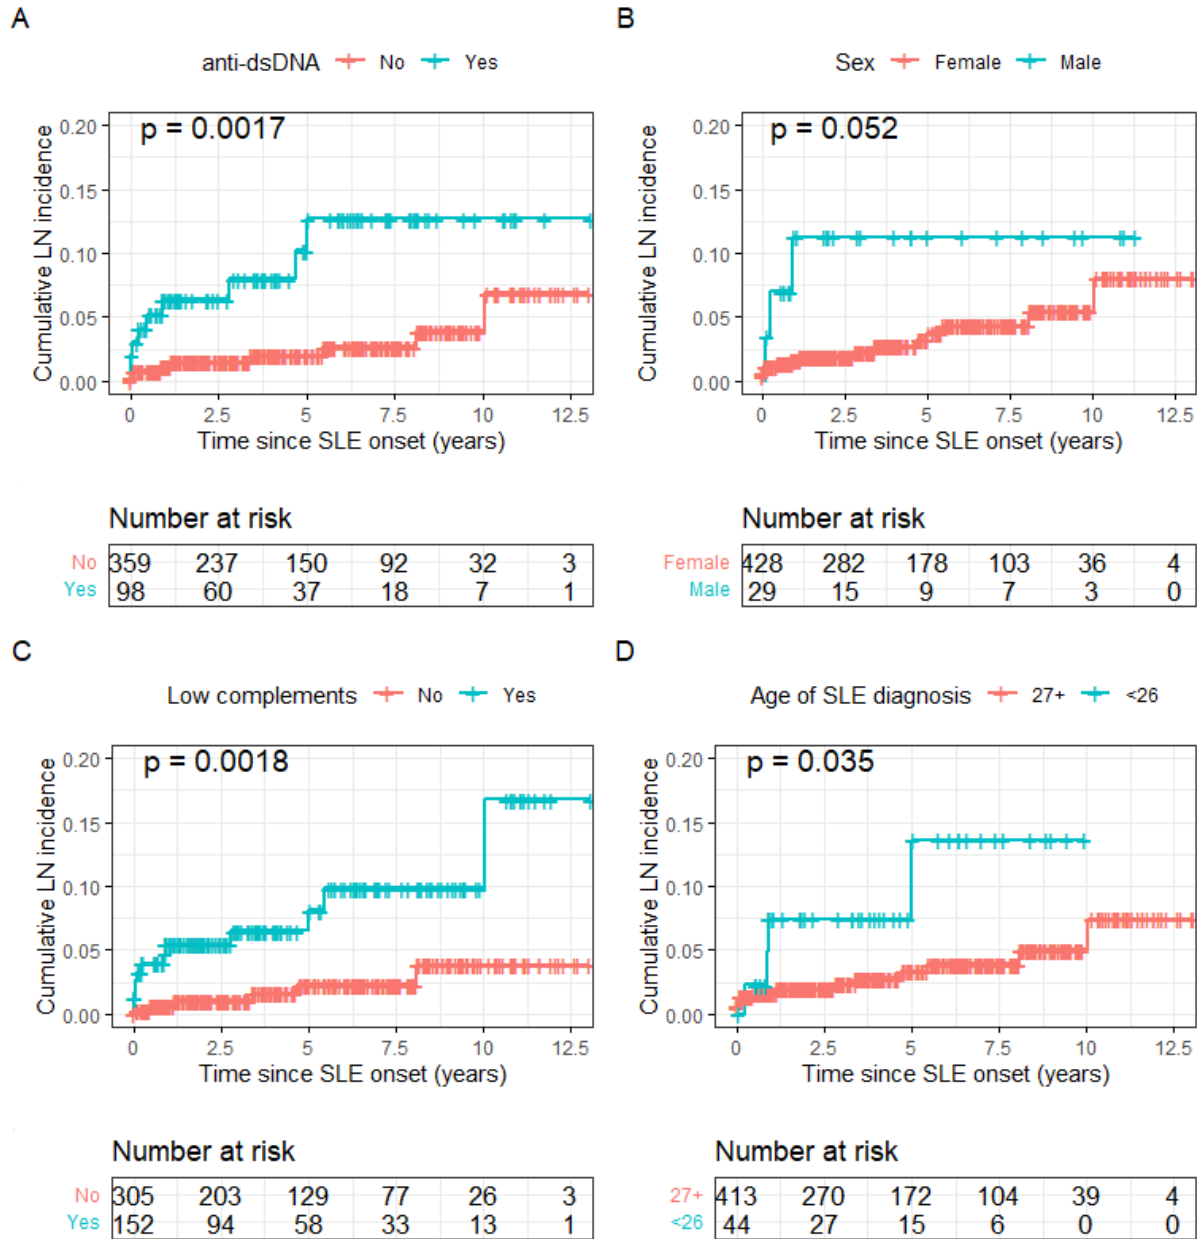 A
anti-dsDNA No Yes
p = 0.0017
Cumulative LN incidence
0.20
0.15
0.10
0.05
0.00
0 2.5 5 7.5 10 12.5
Time since SLE onset (years)
Number at risk
No 359 237 150 92 32 3
Yes 98 60 37 18 7 1
B
Sex Female Male
p = 0.052
Cumulative LN incidence
0.20
0.15
0.10
0.05
0.00
0 2.5 5 7.5 10 12.5
Time since SLE onset (years)
Number at risk
Female 428 282 178 103 36 4
Male 29 15 9 7 3 0
C
Low complements No Yes
p = 0.0018
Cumulative LN incidence
0.20
0.15
0.10
0.05
0.00
0 2.5 5 7.5 10 12.5
Time since SLE onset (years)
Number at risk
No 305 203 129 77 26 3
Yes 152 94 58 33 13 1
D
Age of SLE diagnosis 27+ <26
p = 0.035
Cumulative LN incidence
0.20
0.15
0.10
0.05
0.00
0 2.5 5 7.5 10 12.5
Time since SLE onset (years)
Number at risk
27+ 413 270 172 104 39 4
<26 44 27 15 6 0 0